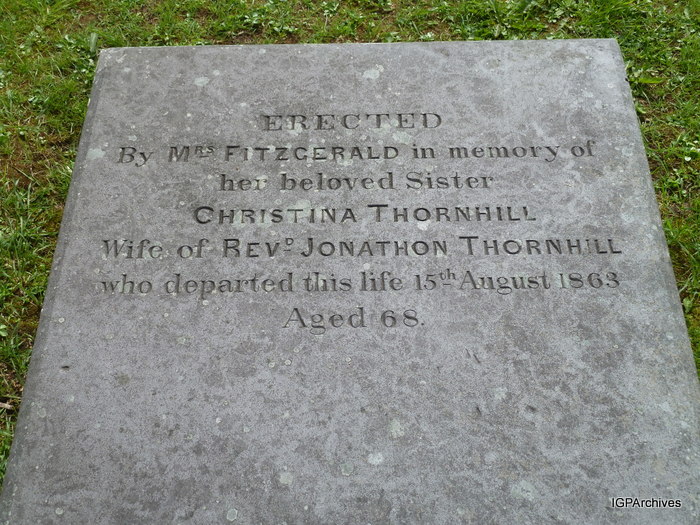 ERECTED
By MRS FITZGERALD in memory of
her beloved Sister
CHRISTINA THORNHILL
Wife of REVD JONATHON THORNHILL
who departed this life 15th August 1863
Aged 68.
IGPArchives